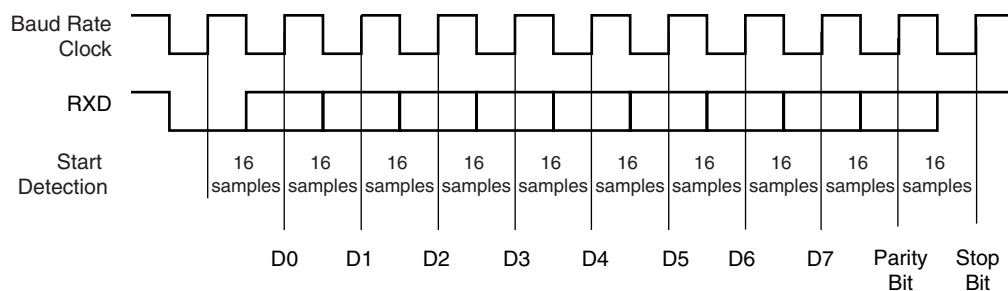 Baud Rate
Clock
RXD
Start
Detection
16 16 16 16 16 16 16 16 16 16
samples samples samples samples samples samples samples samples samples samples
D0 D1 D2 D3 D4 D5 D6 D7 Parity Stop
Bit Bit